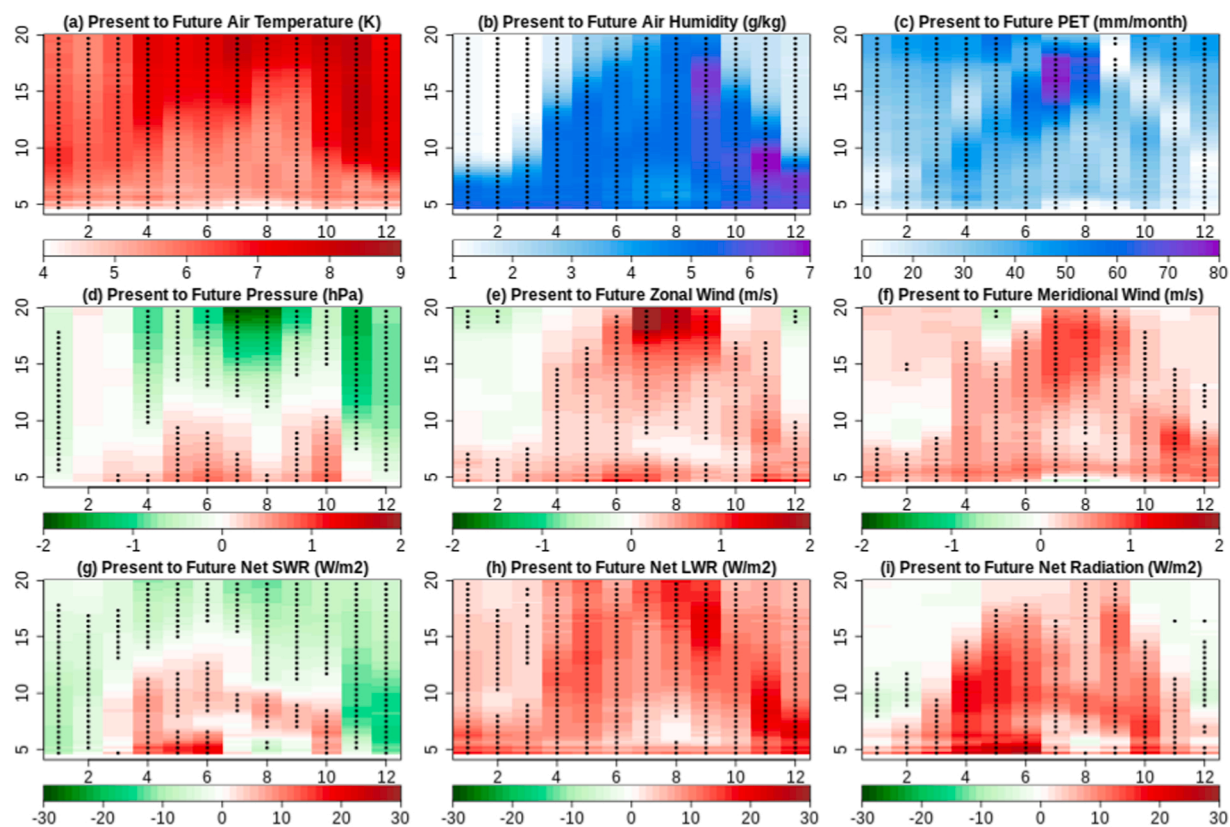 (a) Present to Future Air Temperature (K)
20
15
10
5
2 4 6 8 10 12
4 5 6 7 8 9
(b) Present to Future Air Humidity (g/kg)
20
15
10
5
2 4 6 8 10 12
1 2 3 4 5 6 7
(c) Present to Future PET (mm/month)
20
15
10
5
2 4 6 8 10 12
10 20 30 40 50 60 70 80
(d) Present to Future Pressure (hPa)
20
15
10
5
2 4 6 8 10 12
-2 -1 0 1 2
(e) Present to Future Zonal Wind (m/s)
20
15
10
5
2 4 6 8 10 12
-2 -1 0 1 2
(f) Present to Future Meridional Wind (m/s)
20
15
10
5
2 4 6 8 10 12
-2 -1 0 1 2
(g) Present to Future Net SWR (W/m2)
20
15
10
5
2 4 6 8 10 12
-30 -20 -10 0 10 20 30
(h) Present to Future Net LWR (W/m2)
20
15
10
5
2 4 6 8 10 12
-30 -20 -10 0 10 20 30
(i) Present to Future Net Radiation (W/m2)
20
15
10
5
2 4 6 8 10 12
-30 -20 -10 0 10 20 30